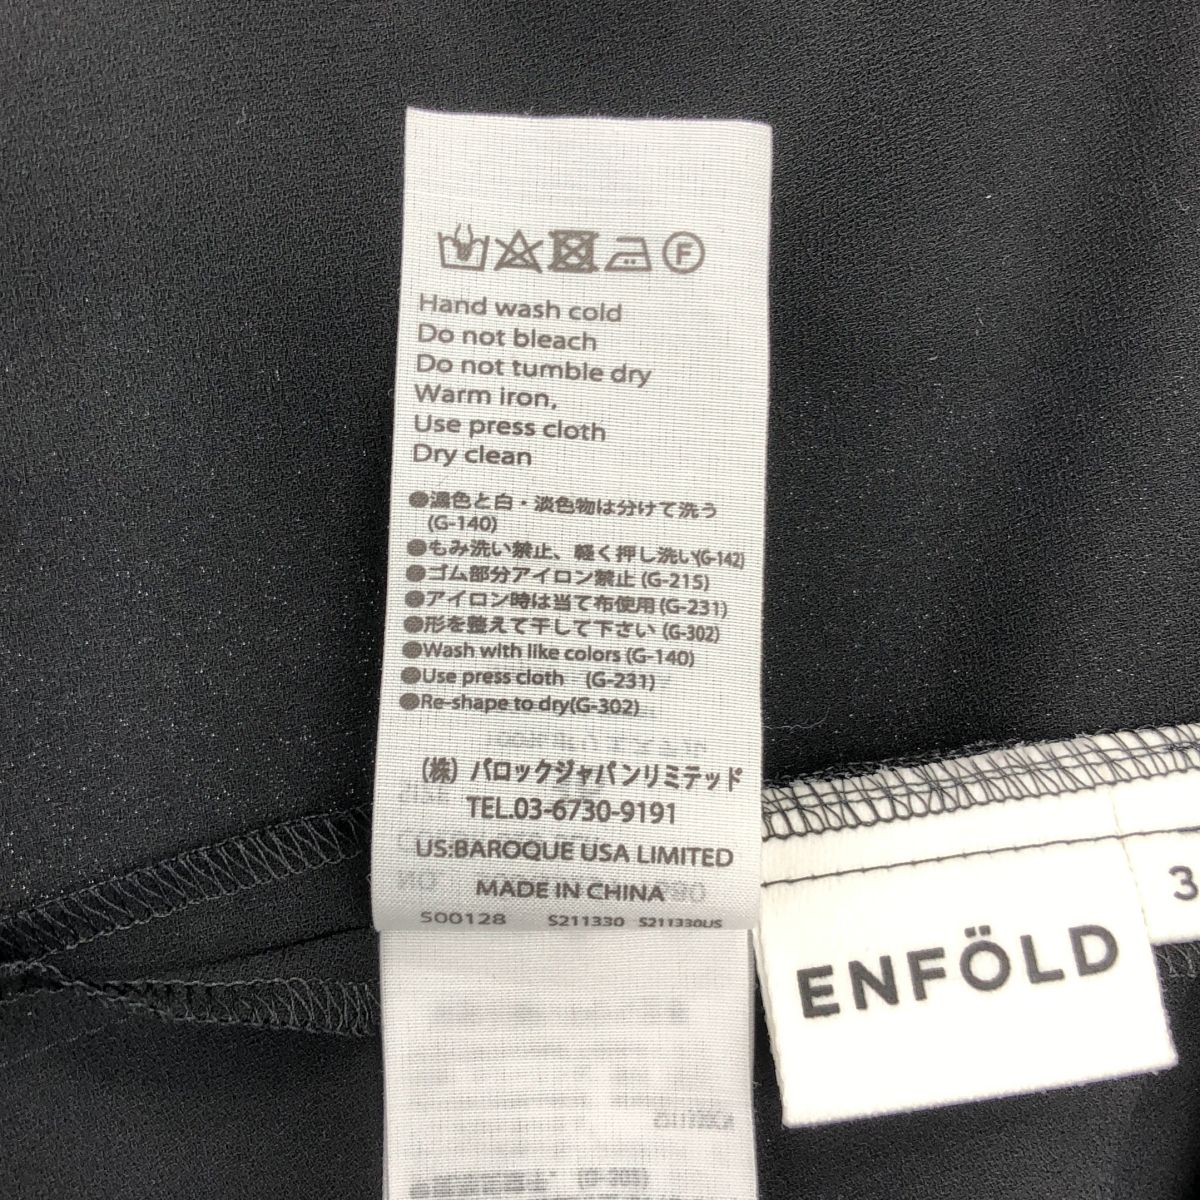 F
Hand wash cold
Do not bleach
Do not tumble dry
Warm iron,
Use press cloth
Dry clean
●濃色と白・淡色物は分けて洗う
(G-140)
●もみ洗い禁止、軽く押し洗い(G-142)
●ゴム部分アイロン禁止 (G-215)
●アイロン時は当て布使用 (G-231)
●形を整えて干して下さい (G-302)
●Wash with like colors (G-140)
●Use press cloth (G-231)
●Re-shape to dry(G-302)
(株) バロックジャパンリミテッド
TEL.03-6730-9191
US:BAROQUE USA LIMITED
MADE IN CHINA
500128 S211330 S211330US
3
ENFÖLD